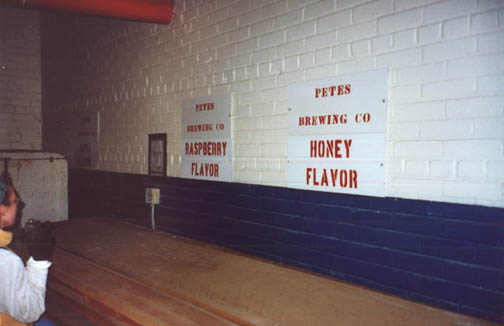 PETES
BREWING CO
RASPBERRY
FLAVOR
PETES
BREWING CO
HONEY
FLAVOR